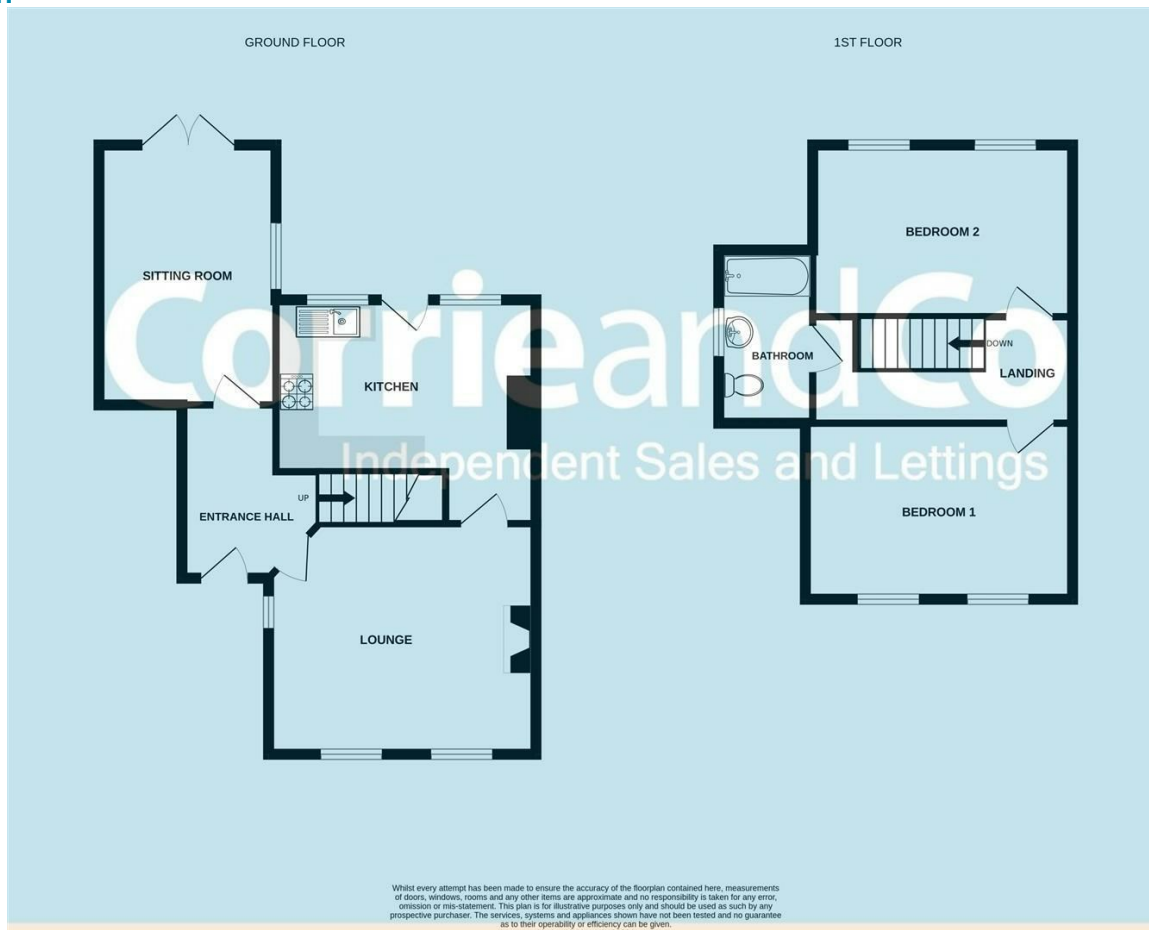 GROUND FLOOR
1ST FLOOR
SITTING ROOM
KITCHEN
UP
ENTRANCE HALL
LOUNGE
BEDROOM 2
BATHROOM
DOWN
LANDING
BEDROOM 1
CorrieandCo
Independent Sales and Lettings
Whilst every attempt has been made to ensure the accuracy of the floorplan contained here, measurements
of doors, windows, rooms and any other items are approximate and no responsibility is taken for any error,
omission or mis-statement. This plan is for illustrative purposes only and should be used as such by any
prospective purchaser. The services, systems and appliances shown have not been tested and no guarantee
as to their operability or efficiency can be given.